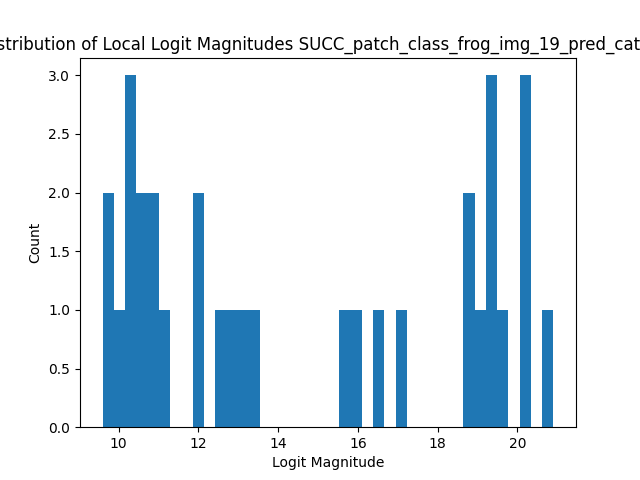 stribution of Local Logit Magnitudes SUCC_patch_class_frog_img_19_pred_cat
3.0
2.5
2.0
1.5
1.0
0.5
0.0
Count
10 12 14 16 18 20
Logit Magnitude